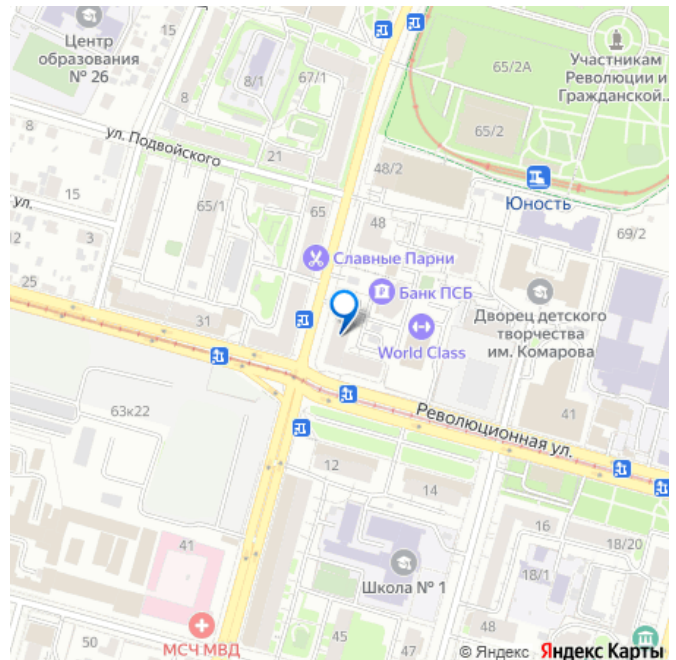 Центр
образования
№ 26
8/1
67/1
65/2А
Участникам
Революции и
Гражданской...
8
8
ул. Подвойского
21
65/2
48/2
Юность
15
65/1
65
48
ул.
12
3
69/2
Славные Парни
25
Банк ПСБ
31
World Class
Дворец детского
творчества
им. Комарова
63к22
Революционная ул.
41
12
14
16
18/20
41
18/1
Школа № 1
МСЧ МВД
50
45
47
48
© Яндекс Яндекс Карты